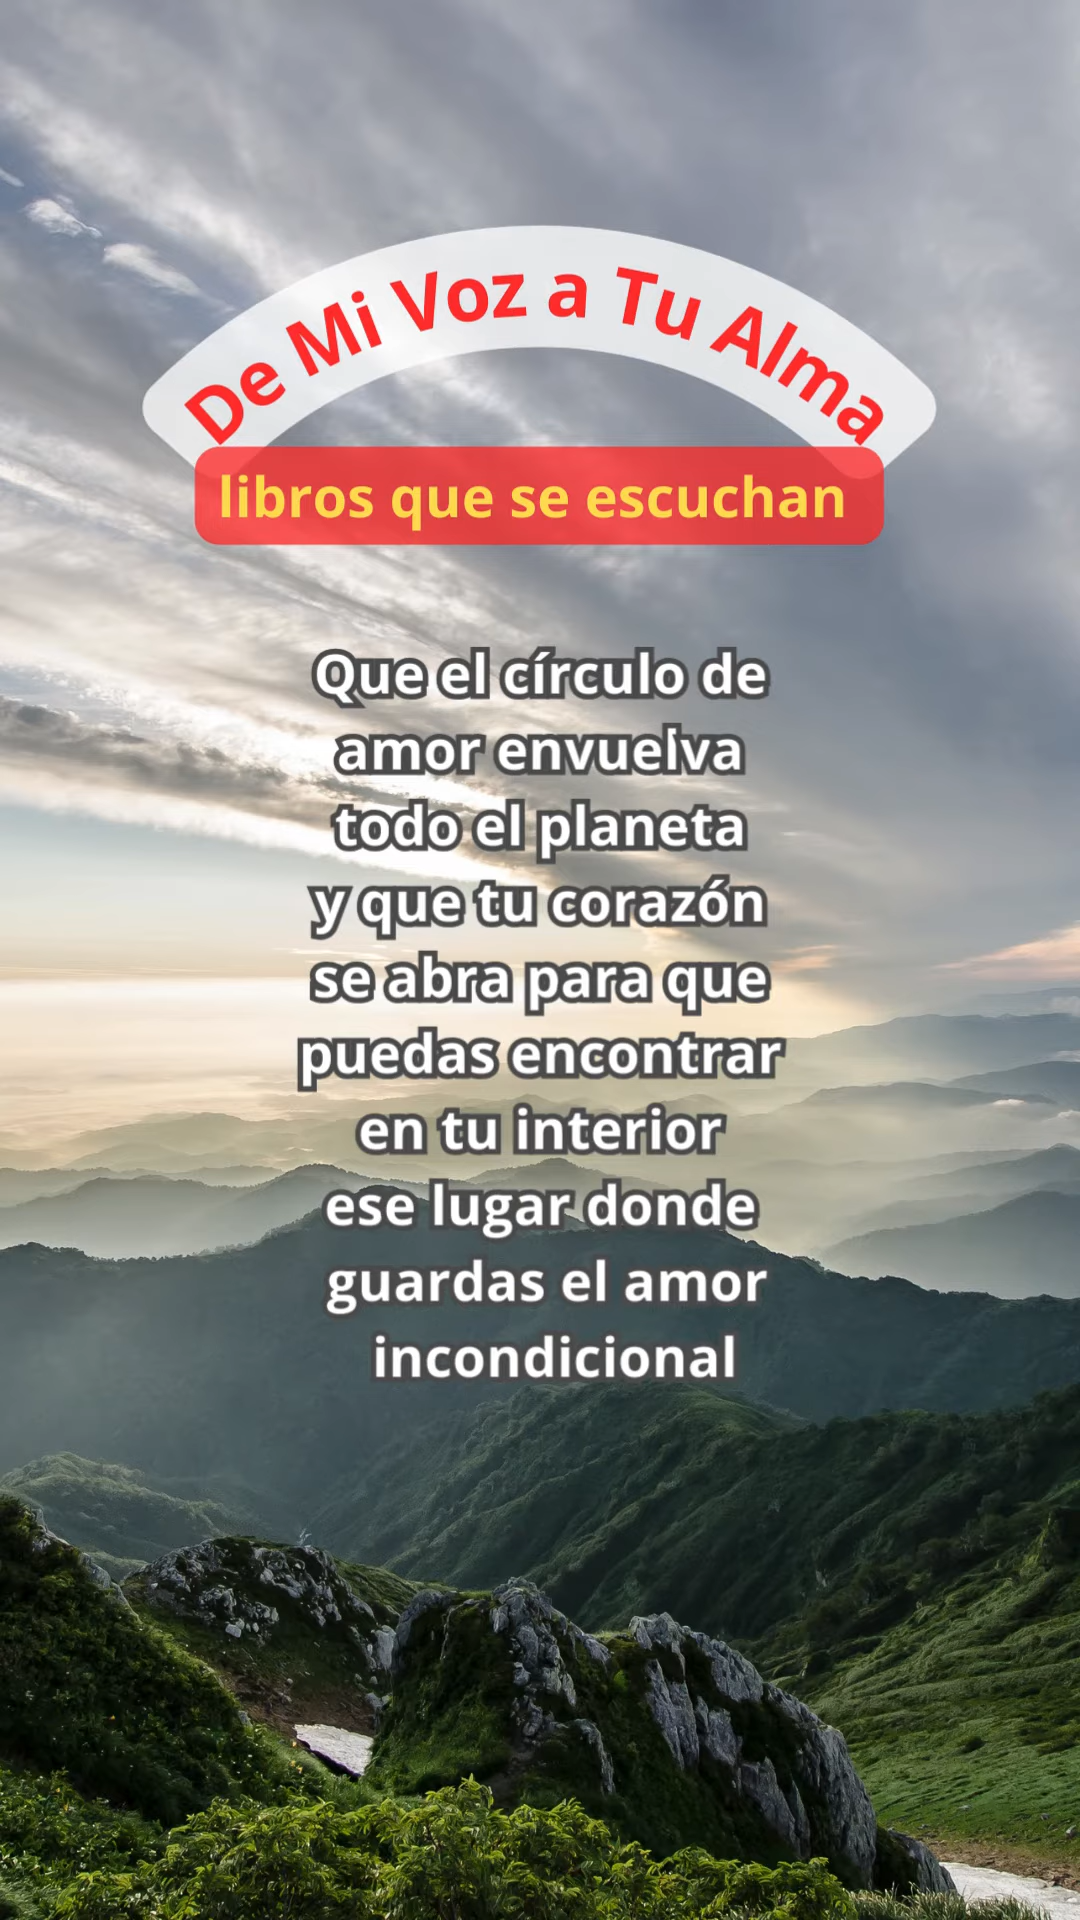 De Mi Voz a Tu Alma
libros que se escuchan
Que el círculo de
amor envuelva
todo el planeta
y que tu corazón
se abra para que
puedas encontrar
en tu interior
ese lugar donde
guardas el amor
incondicional